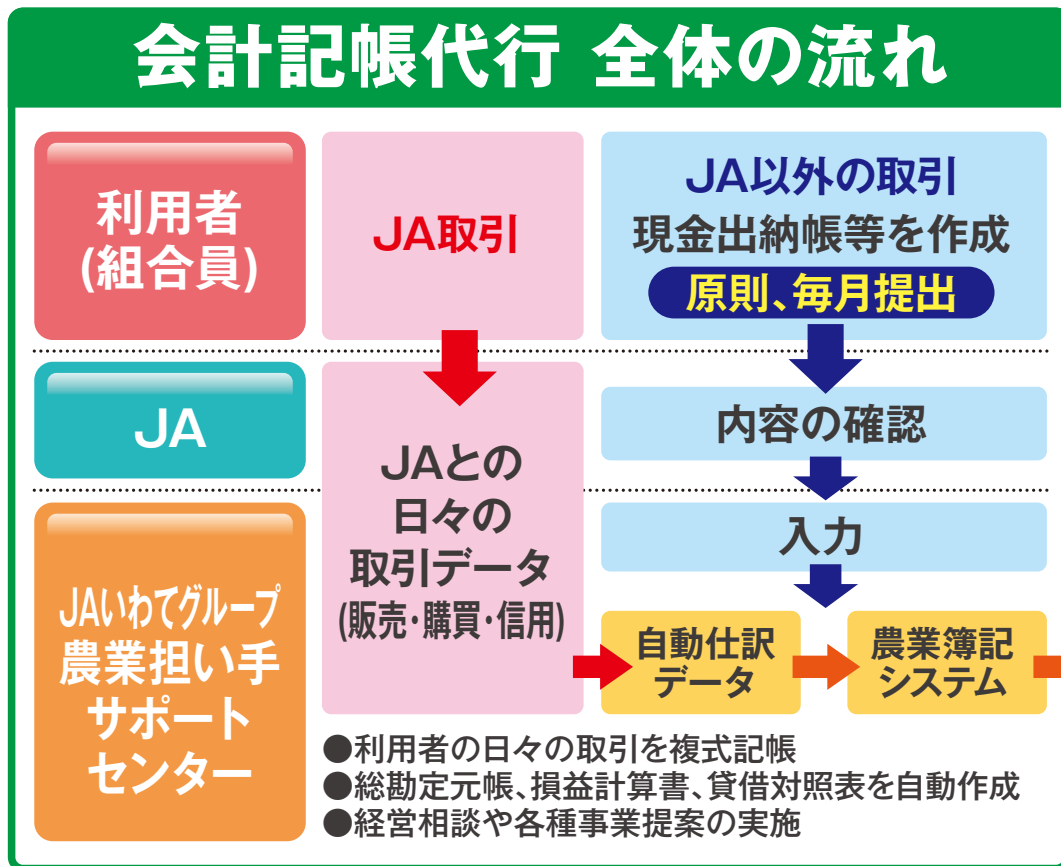 会計記帳代行 全体の流れ
利用者
(組合員)
JA取引
JA以外の取引
現金出納帳等を作成
原則、毎月提出
JA
JAとの
日々の
取引データ
(販売・購買・信用)
内容の確認
入力
JAいわてグループ
農業担い手
サポート
センター
自動仕訳
データ
農業簿記
システム
●利用者の日々の取引を複式記帳
●総勘定元帳、損益計算書、貸借対照表を自動作成
●経営相談や各種事業提案の実施